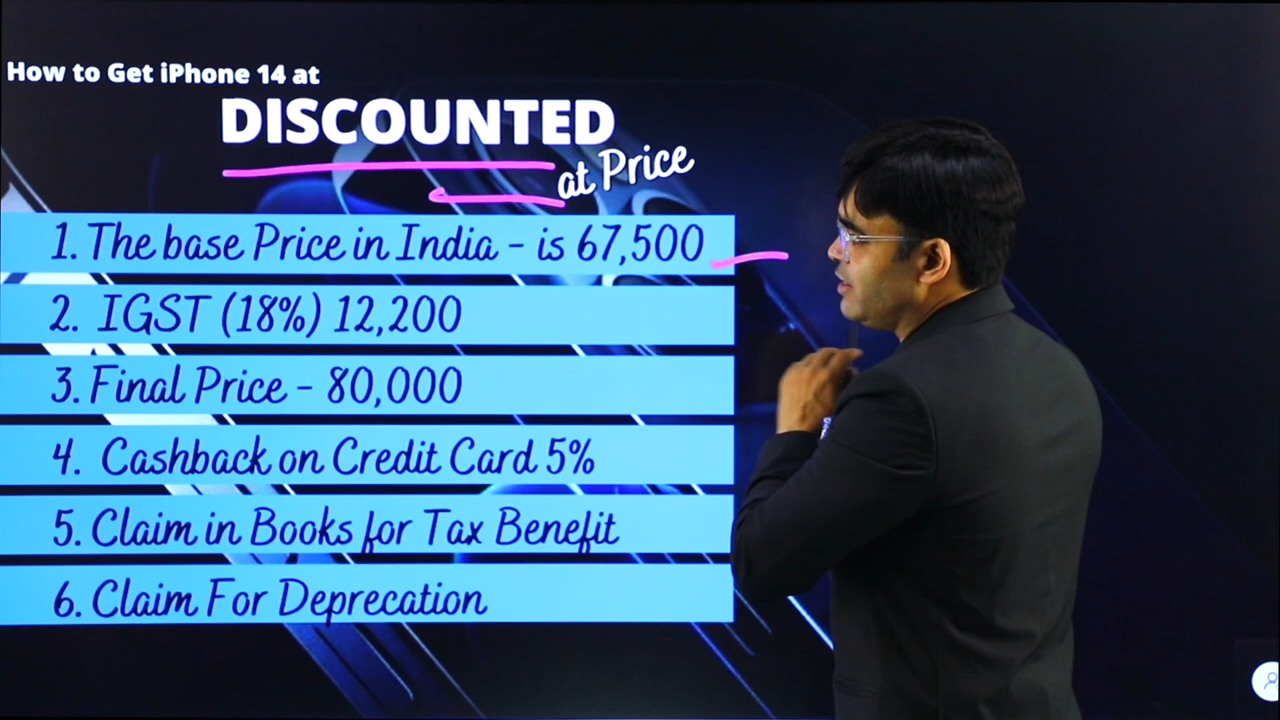 How to Get iPhone 14 at
DISCOUNTED
at Price
1. The base Price in India - is 67,500
2. IGST (18%) 12,200
3. Final Price - 80,000
4. Cashback on Credit Card 5%
5. Claim in Books for Tax Benefit
6. Claim For Deprecation